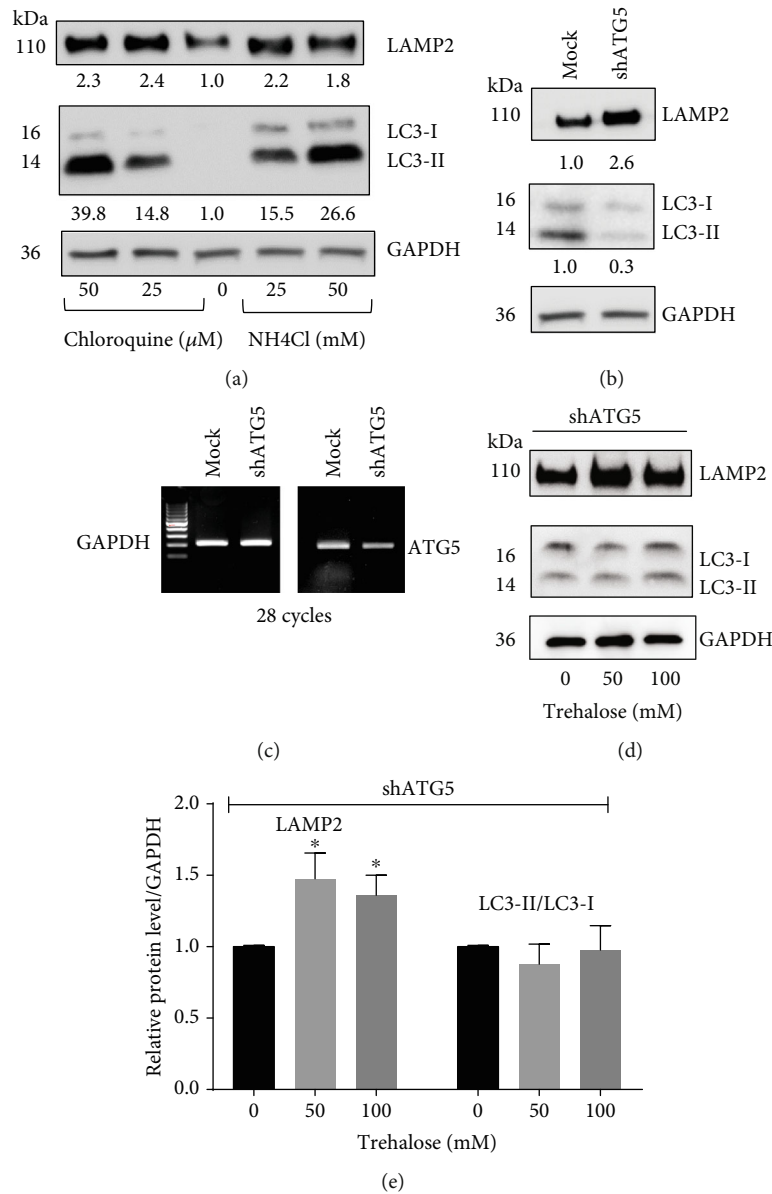 kDa
110
LAMP2
2.3 2.4 1.0 2.2 1.8
16
LC3-I
14
LC3-II
39.8 14.8 1.0 15.5 26.6
36
GAPDH
50 25 0 25 50
Chloroquine (μM) NH4Cl (mM)
(a)
Mock shATG5
kDa
110
LAMP2
1.0 2.6
16
LC3-I
14
LC3-II
1.0 0.3
36
GAPDH
(b)
Mock shATG5 Mock shATG5
GAPDH
ATG5
28 cycles
(c)
shATG5
kDa
110
LAMP2
16
LC3-I
14
LC3-II
36
GAPDH
0 50 100
Trehalose (mM)
(d)
shATG5
Relative protein level/GAPDH
2.0
1.5
1.0
0.5
0.0
LAMP2
* *
LC3-II/LC3-I
0 50 100 0 50 100
Trehalose (mM)
(e)